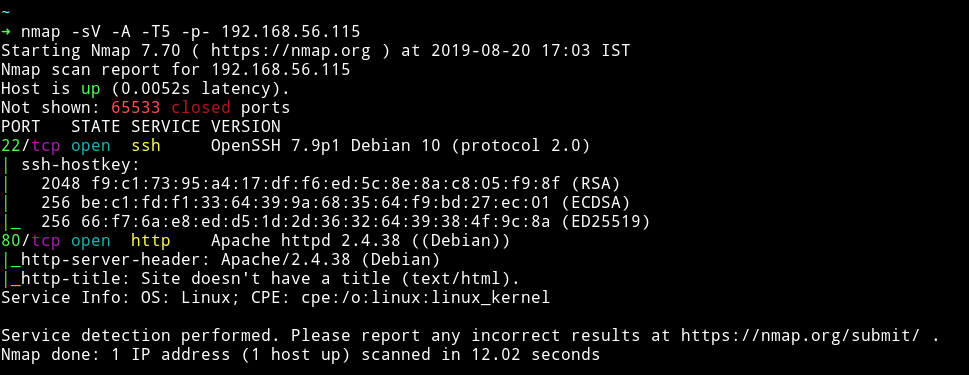 ~
➜ nmap -sV -A -T5 -p- 192.168.56.115
Starting Nmap 7.70 ( https://nmap.org ) at 2019-08-20 17:03 IST
Nmap scan report for 192.168.56.115
Host is up (0.0052s latency).
Not shown: 65533 closed ports
PORT   STATE SERVICE VERSION
22/tcp open  ssh     OpenSSH 7.9p1 Debian 10 (protocol 2.0)
| ssh-hostkey:
|   2048 f9:c1:73:95:a4:17:df:f6:ed:5c:8e:8a:c8:05:f9:8f (RSA)
|   256 be:c1:fd:f1:33:64:39:9a:68:35:64:f9:bd:27:ec:01 (ECDSA)
|_  256 66:f7:6a:e8:ed:d5:1d:2d:36:32:64:39:38:4f:9c:8a (ED25519)
80/tcp open  http    Apache httpd 2.4.38 ((Debian))
|_http-server-header: Apache/2.4.38 (Debian)
|_http-title: Site doesn't have a title (text/html).
Service Info: OS: Linux; CPE: cpe:/o:linux:linux_kernel

Service detection performed. Please report any incorrect results at https://nmap.org/submit/ .
Nmap done: 1 IP address (1 host up) scanned in 12.02 seconds